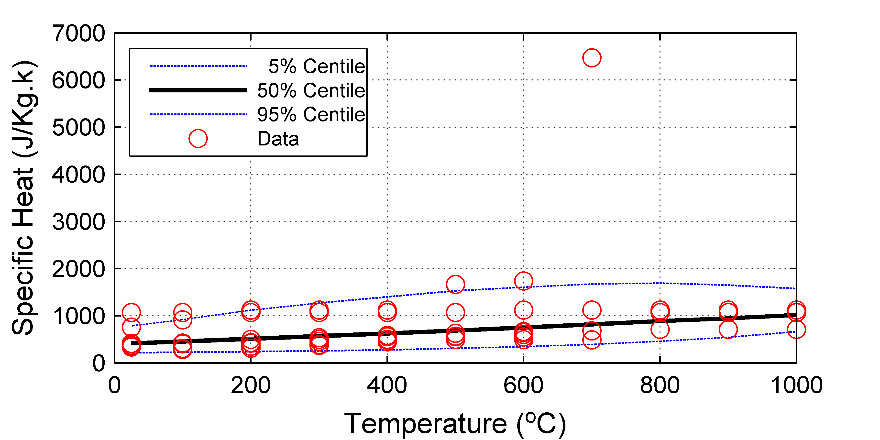 7000
6000
5000
4000
3000
2000
1000
0
5% Centile
50% Centile
95% Centile
Data
Specific Heat (J/Kg.k)
0 200 400 600 800 1000
Temperature (°C)